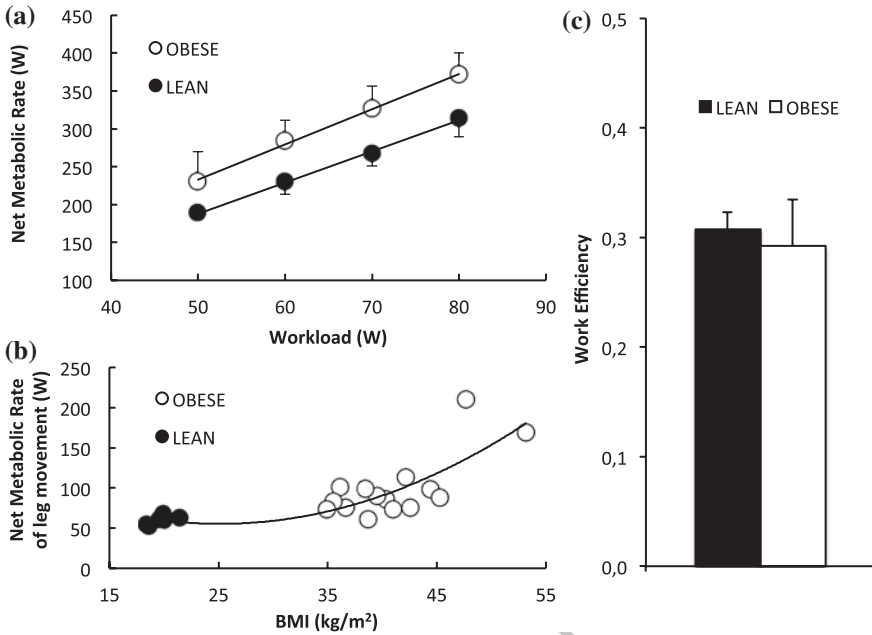 (a)
450
400
350
300
250
200
150
100
Net Metabolic Rate (W)
OBESE
LEAN
40 50 60 70 80 90
Workload (W)
(b)
250
200
150
100
50
0
Net Metabolic Rate
of leg movement (W)
OBESE
LEAN
15 25 35 45 55
BMI (kg/m²)
(c)
0,5
0,4
0,3
0,2
0,1
0,0
Work Efficiency
LEAN OBESE